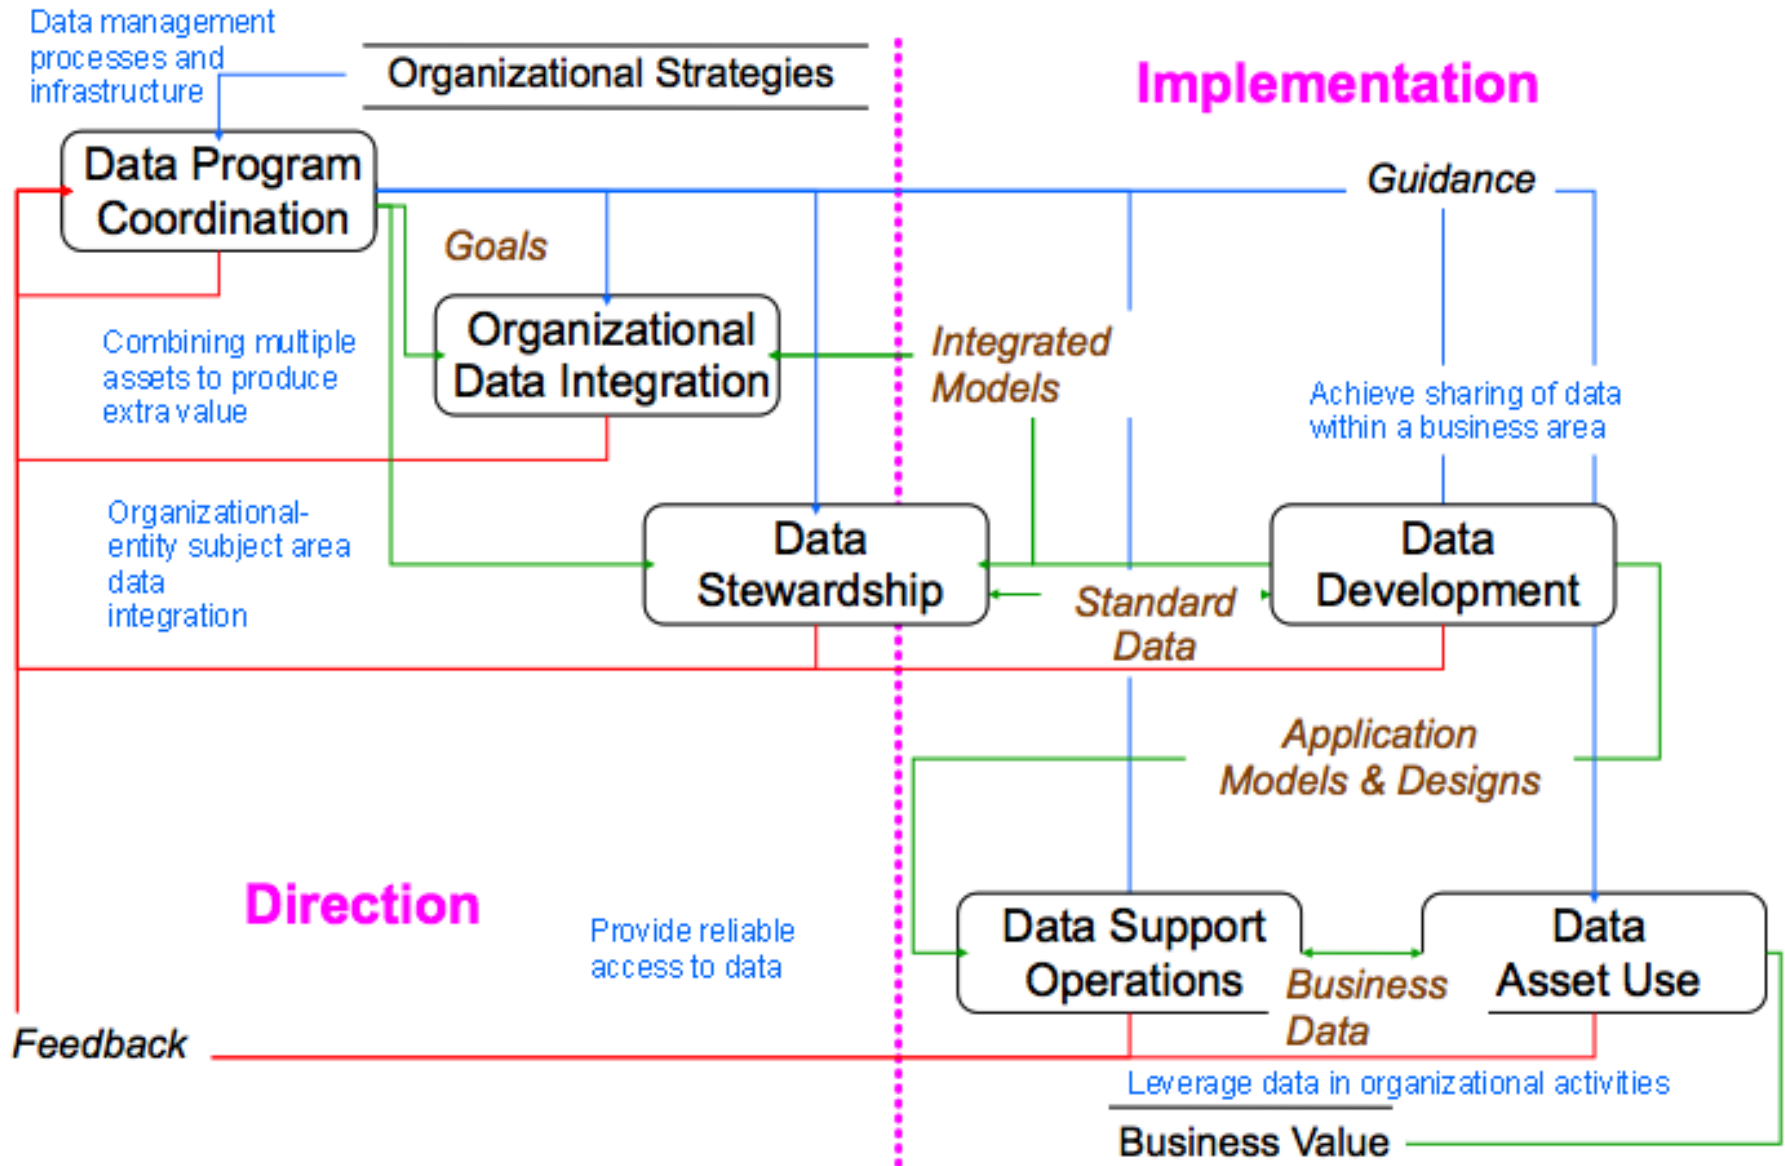 Data management
processes and
infrastructure
Organizational Strategies
Implementation
Data Program
Coordination
Guidance
Goals
Organizational
Data Integration
Integrated
Models
Combining multiple
assets to produce
extra value
Achieve sharing of data
within a business area
Organizational-
entity subject area
data
integration
Data
Stewardship
Standard
Data
Data
Development
Application
Models & Designs
Direction
Provide reliable
access to data
Data Support
Operations
Business
Data
Data
Asset Use
Feedback
Leverage data in organizational activities
Business Value